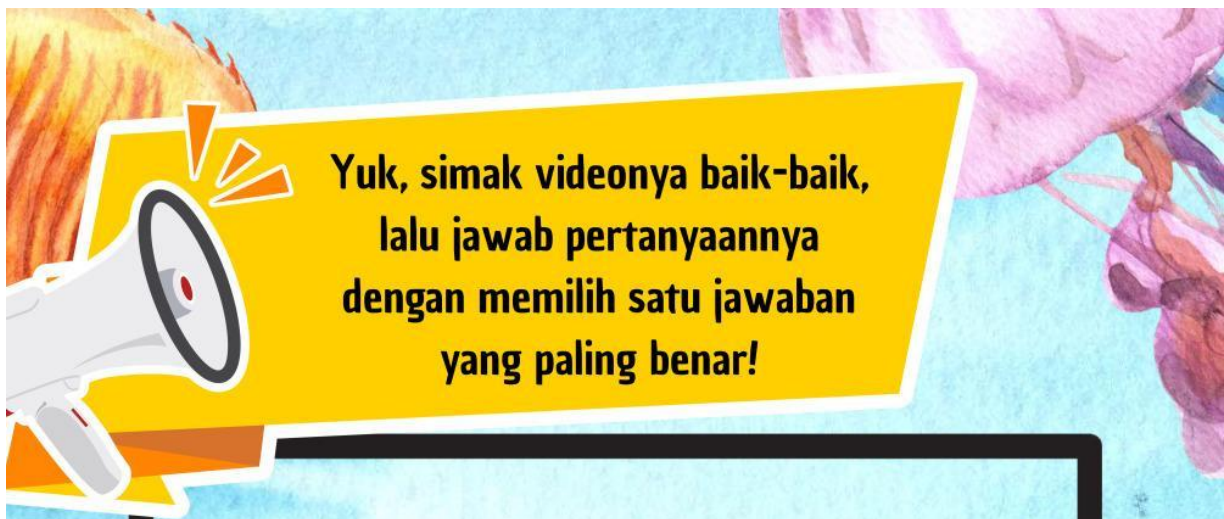 Yuk, simak videonya baik-baik,
lalu jawab pertanyaannya
dengan memilih satu jawaban
yang paling benar!